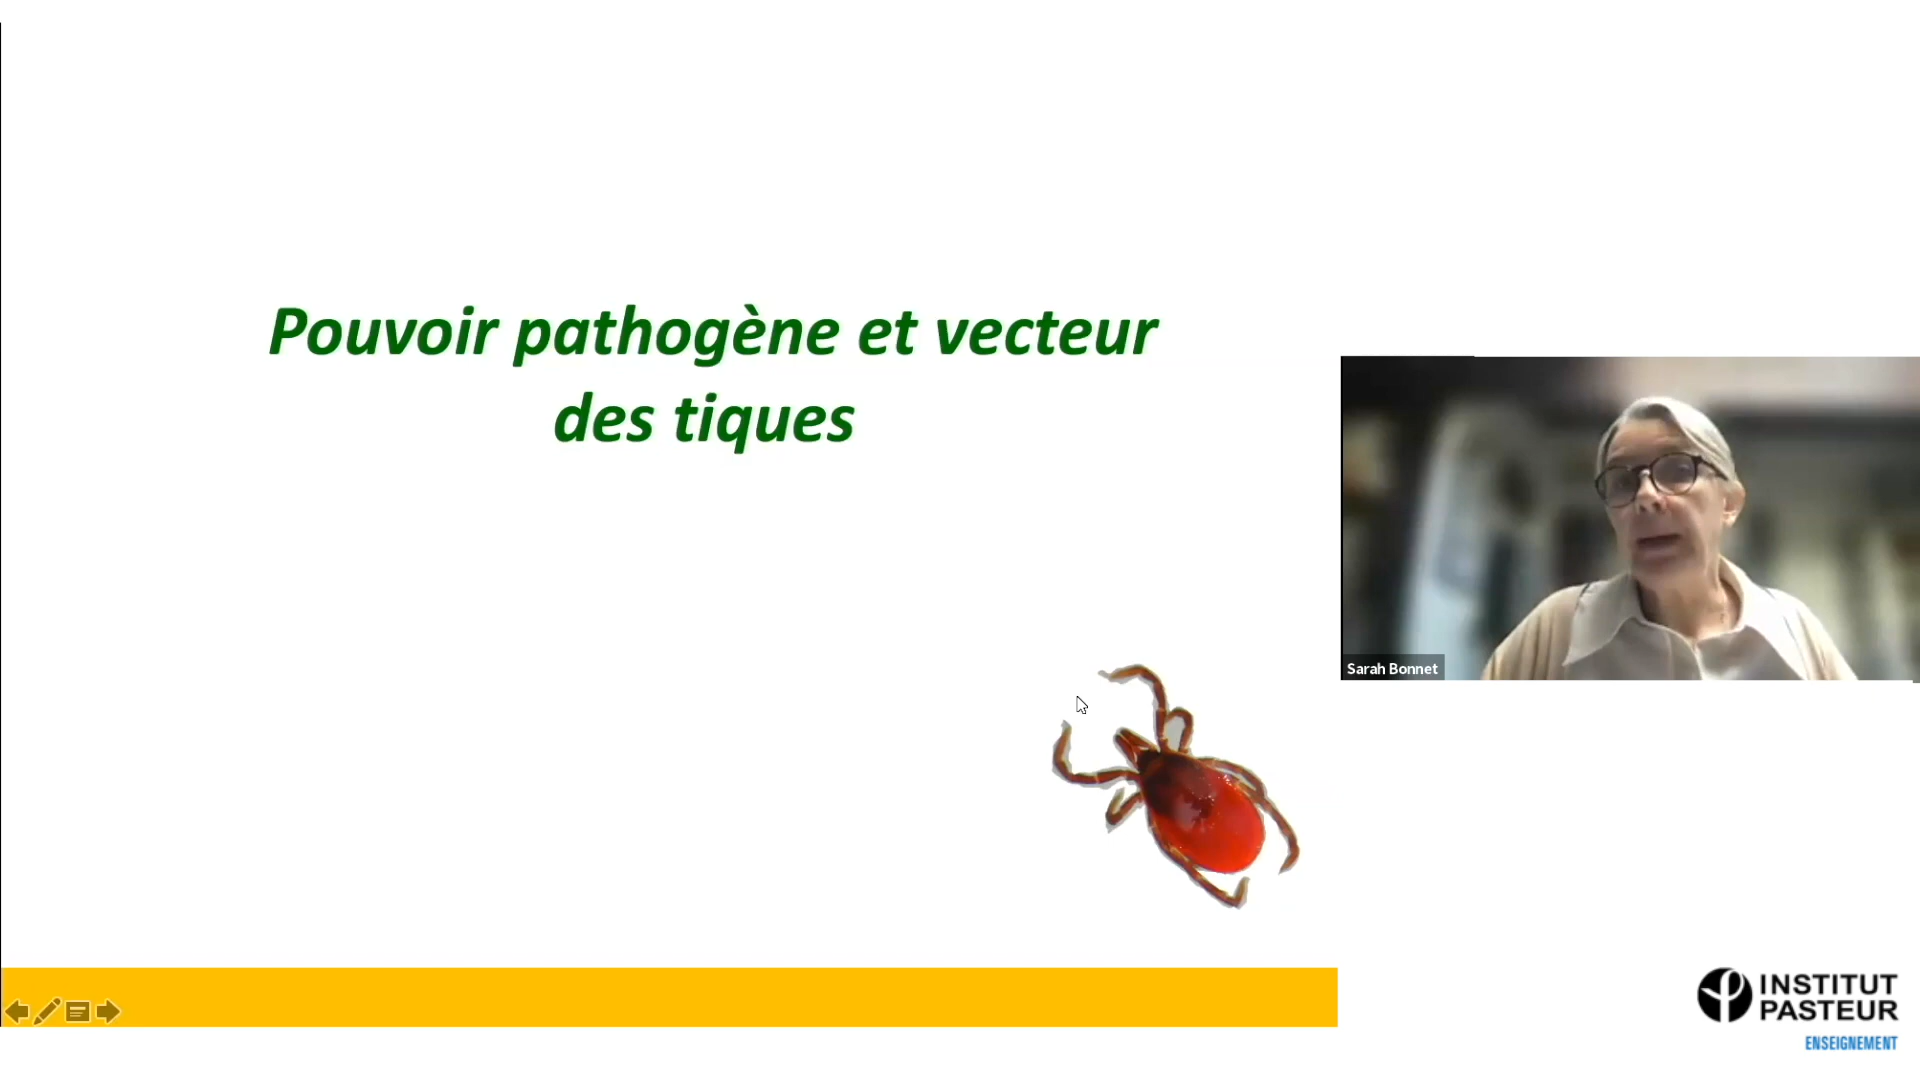 Pouvoir pathogène et vecteur
des tiques
Sarah Bonnet
INSTITUT
PASTEUR
ENSEIGNEMENT